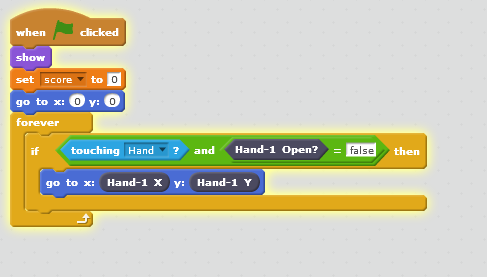 when clicked
show
set score to 0
go to x: 0 y: 0
forever
if touching Hand ? and Hand-1 Open? = false then
go to x: Hand-1 X y: Hand-1 Y